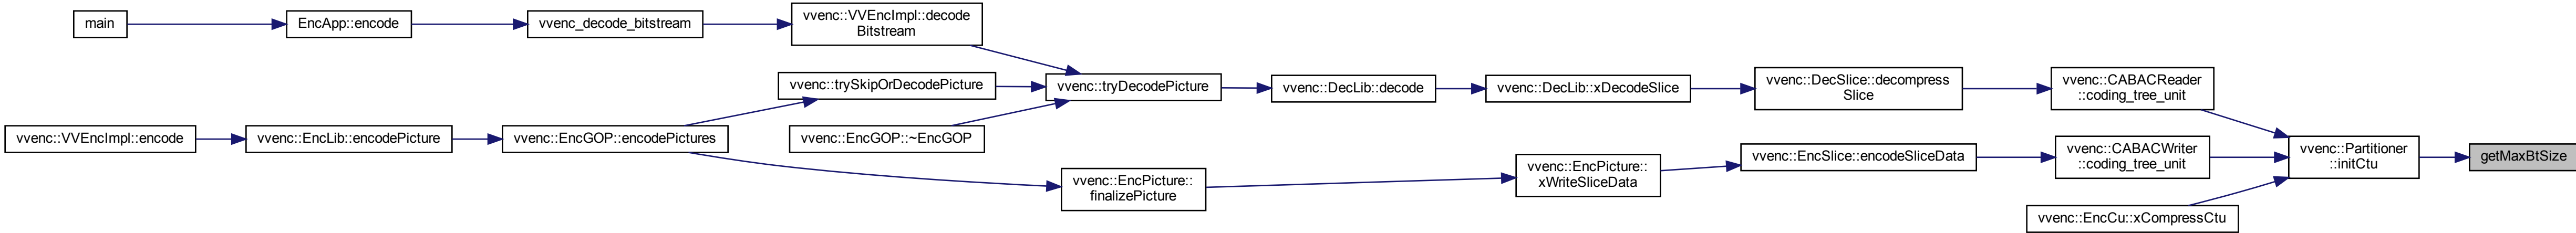 main
EncApp::encode
vvenc_decode_bitstream
vvenc::VVEncImpl::decode
Bitstream
vvenc::trySkipOrDecodePicture
vvenc::tryDecodePicture
vvenc::DecLib::decode
vvenc::DecLib::xDecodeSlice
vvenc::DecSlice::decompress
Slice
vvenc::CABACReader
::coding_tree_unit
vvenc::VVEncImpl::encode
vvenc::EncLib::encodePicture
vvenc::EncGOP::encodePictures
vvenc::EncGOP::~EncGOP
vvenc::EncPicture::
finalizePicture
vvenc::EncPicture::
xWriteSliceData
vvenc::EncSlice::encodeSliceData
vvenc::CABACWriter
::coding_tree_unit
vvenc::Partitioner
::initCtu
getMaxBtSize
vvenc::EncCu::xCompressCtu